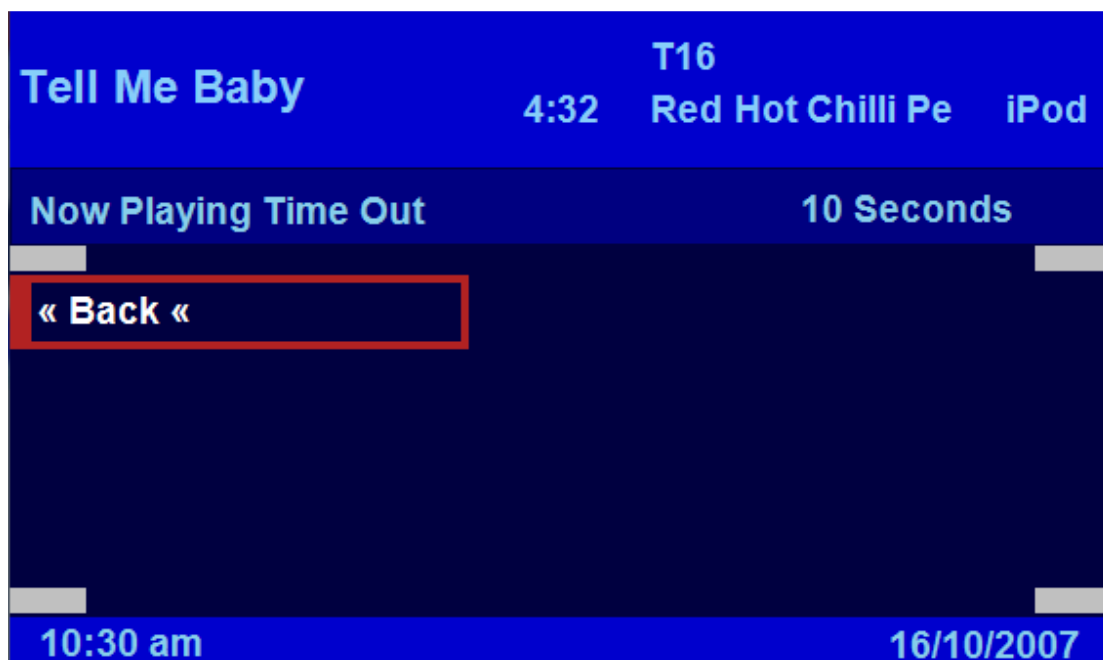 Tell Me Baby
T16
4:32 Red Hot Chilli Pe iPod
Now Playing Time Out 10 Seconds
« Back «
10:30 am 16/10/2007